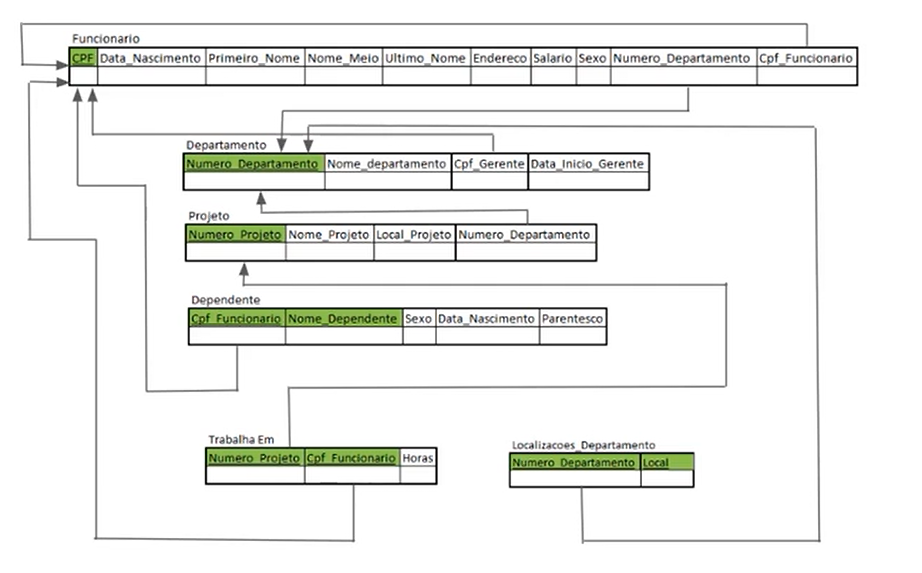 Funcionario
CPF Data_Nascimento Primeiro_Nome Nome_Meio Ultimo_Nome Endereco Salario Sexo Numero_Departamento Cpf_Funcionario
Departamento
Numero_Departamento Nome_departamento Cpf_Gerente Data_Inicio_Gerente
Projeto
Numero_Projeto Nome_Projeto Local_Projeto Numero_Departamento
Dependente
Cpf_Funcionario Nome_Dependente Sexo Data_Nascimento Parentesco
Trabalha Em
Numero_Projeto Cpf_Funcionario Horas
Localizacoes_Departamento
Numero_Departamento Local